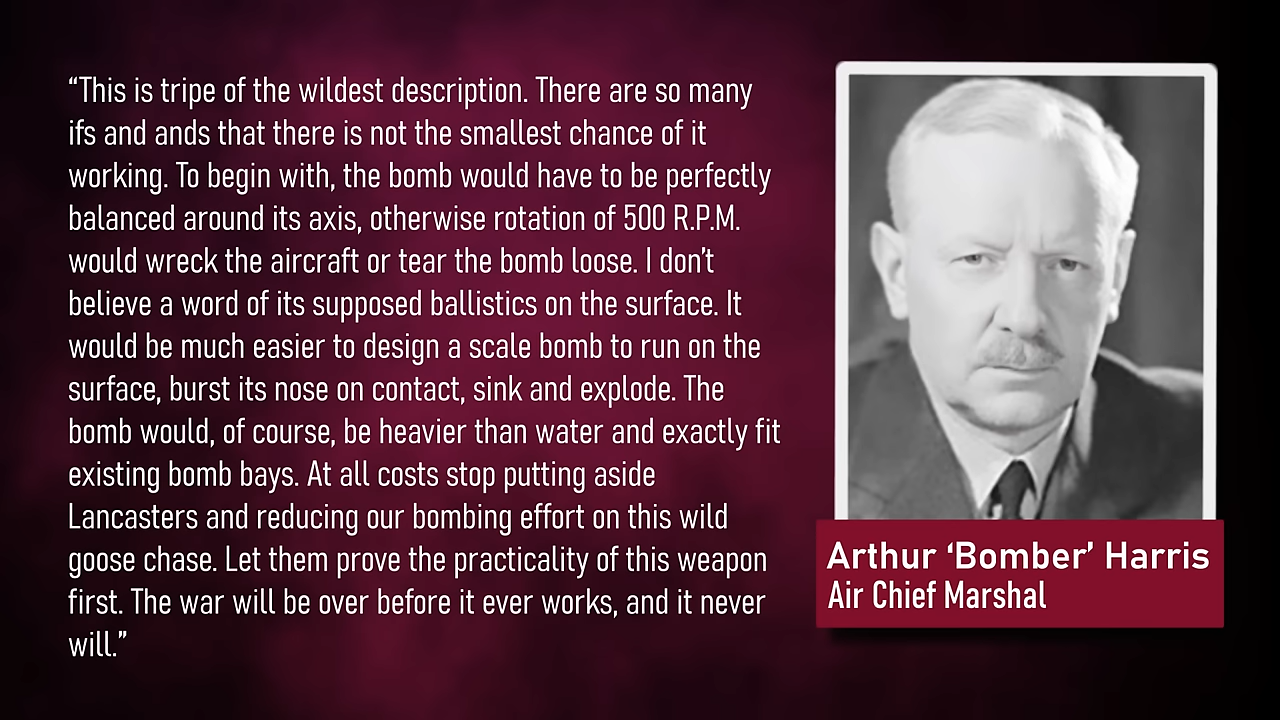 “This is tripe of the wildest description. There are so many
ifs and ands that there is not the smallest chance of it
working. To begin with, the bomb would have to be perfectly
balanced around its axis, otherwise rotation of 500 R.P.M.
would wreck the aircraft or tear the bomb loose. I don’t
believe a word of its supposed ballistics on the surface. It
would be much easier to design a scale bomb to run on the
surface, burst its nose on contact, sink and explode. The
bomb would, of course, be heavier than water and exactly fit
existing bomb bays. At all costs stop putting aside
Lancasters and reducing our bombing effort on this wild
goose chase. Let them prove the practicality of this weapon
first. The war will be over before it ever works, and it never
will.”
Arthur ‘Bomber’ Harris
Air Chief Marshal